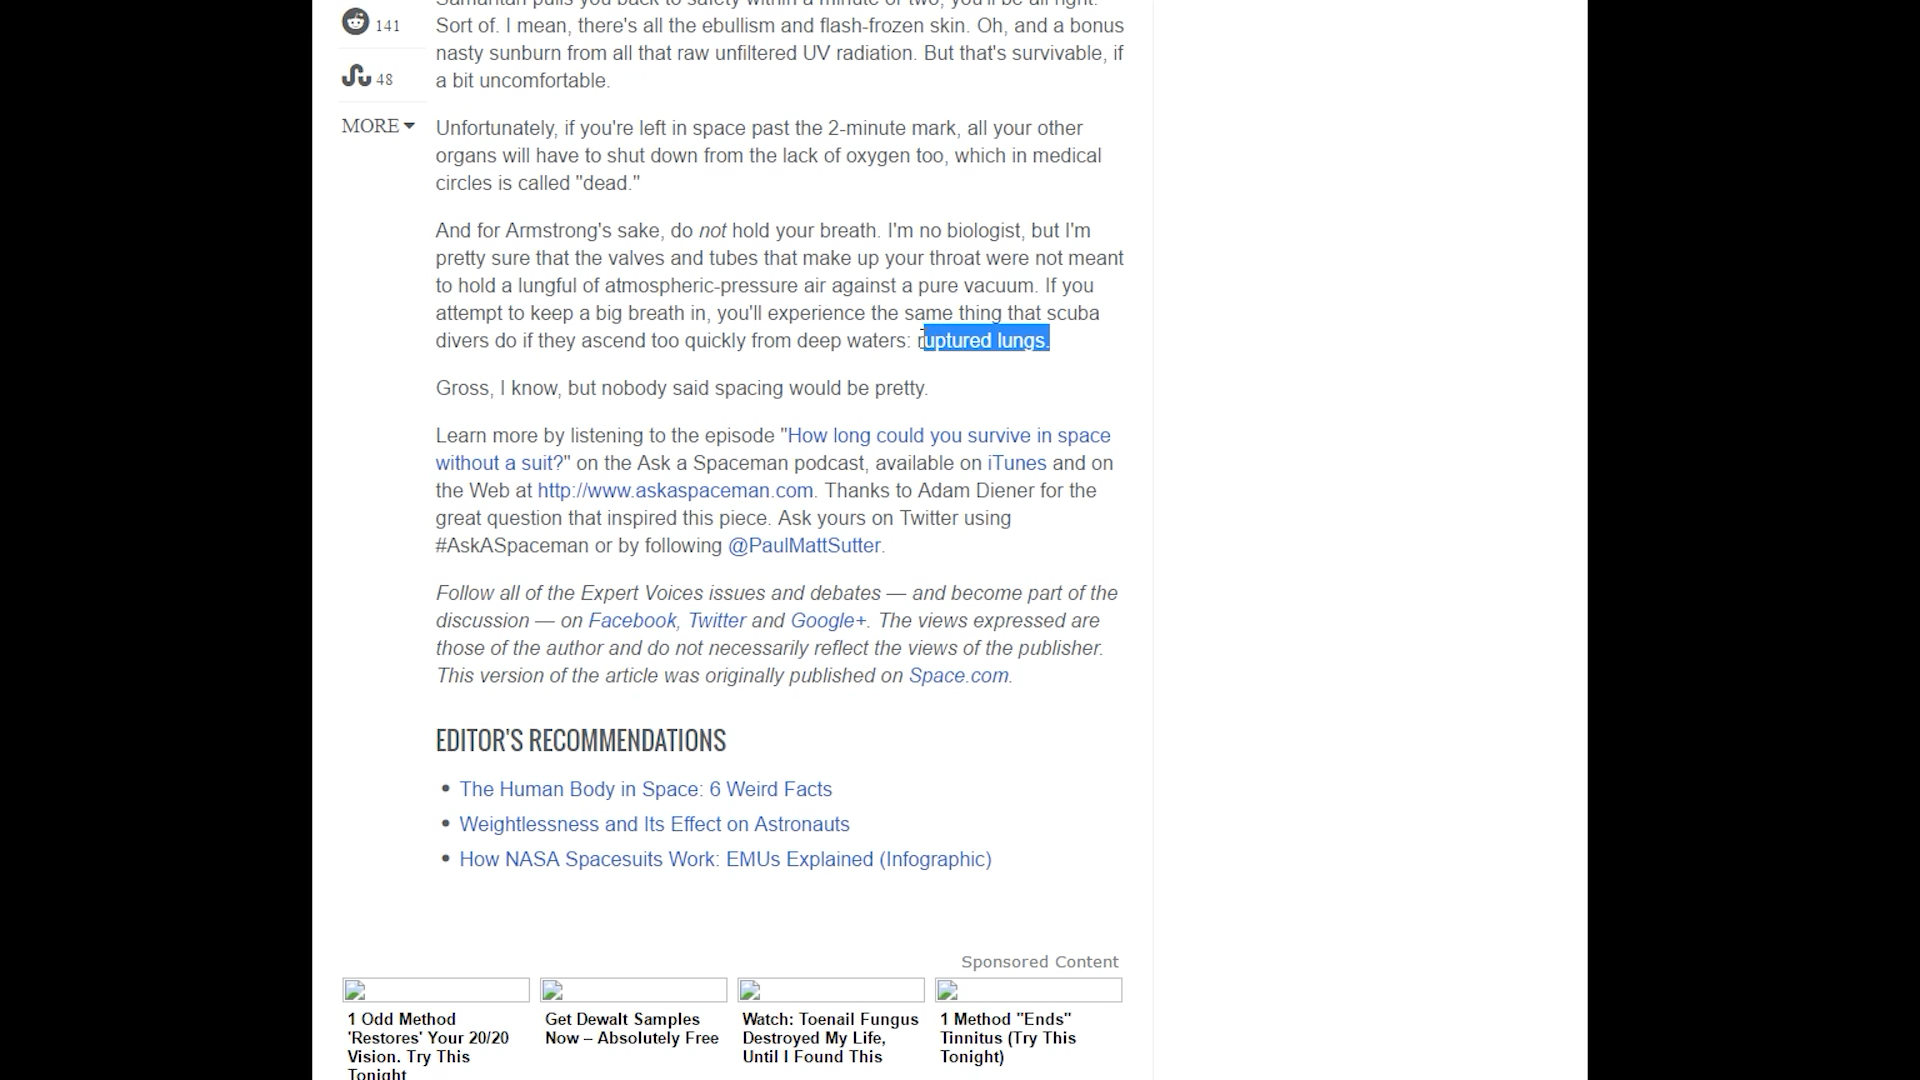 Samaritan pulls you back to safety within a minute or two, you'll be all right.
141
Sort of. I mean, there's all the ebullism and flash-frozen skin. Oh, and a bonus
nasty sunburn from all that raw unfiltered UV radiation. But that's survivable, if
48
a bit uncomfortable.
MORE
Unfortunately, if you're left in space past the 2-minute mark, all your other
organs will have to shut down from the lack of oxygen too, which in medical
circles is called "dead."
And for Armstrong's sake, do not hold your breath. I'm no biologist, but I'm
pretty sure that the valves and tubes that make up your throat were not meant
to hold a lungful of atmospheric-pressure air against a pure vacuum. If you
attempt to keep a big breath in, you'll experience the same thing that scuba
divers do if they ascend too quickly from deep waters: ruptured lungs.
Gross, I know, but nobody said spacing would be pretty.
Learn more by listening to the episode "How long could you survive in space
without a suit?" on the Ask a Spaceman podcast, available on iTunes and on
the Web at http://www.askaspaceman.com. Thanks to Adam Diener for the
great question that inspired this piece. Ask yours on Twitter using
#AskASpaceman or by following @PaulMattSutter.
Follow all of the Expert Voices issues and debates — and become part of the
discussion — on Facebook, Twitter and Google+. The views expressed are
those of the author and do not necessarily reflect the views of the publisher.
This version of the article was originally published on Space.com.
EDITOR'S RECOMMENDATIONS
• The Human Body in Space: 6 Weird Facts
• Weightlessness and Its Effect on Astronauts
• How NASA Spacesuits Work: EMUs Explained (Infographic)
Sponsored Content
1 Odd Method
'Restores' Your 20/20
Vision. Try This
Tonight
Get Dewalt Samples
Now – Absolutely Free
Watch: Toenail Fungus
Destroyed My Life,
Until I Found This
1 Method "Ends"
Tinnitus (Try This
Tonight)